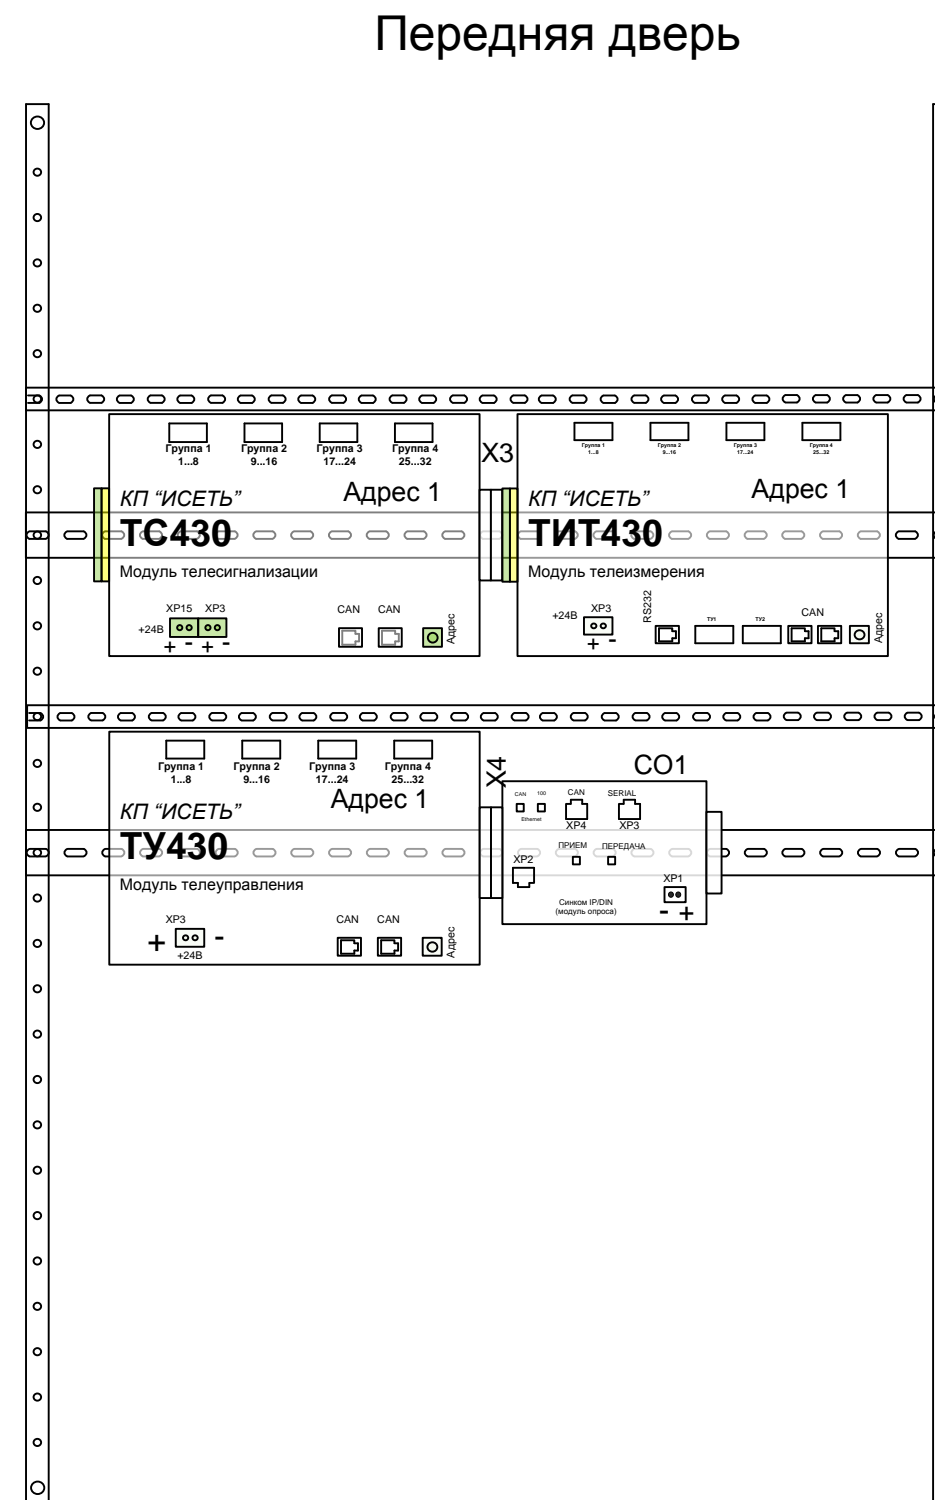 Передняя дверь
Группа 1
1...8
Группа 2
9...16
Группа 3
17...24
Группа 4
25...32
КП “ИСЕТЬ”
Адрес 1
ТС430
Модуль телесигнализации
XP15
XP3
+24В
+ - + -
CAN
CAN
Адрес
X3
Группа 1
1...8
Группа 2
9...16
Группа 3
17...24
Группа 4
25...32
КП “ИСЕТЬ”
Адрес 1
ТИТ430
Модуль телеизмерения
+24В
XP3
+ -
RS232
ТУ1
ТУ2
CAN
Адрес
Группа 1
1...8
Группа 2
9...16
Группа 3
17...24
Группа 4
25...32
КП “ИСЕТЬ”
Адрес 1
ТУ430
Модуль телеуправления
XP3
+ -
+24В
CAN
CAN
Адрес
X4
СО1
CAN
100
Ethernet
CAN
XP4
SERIAL
XP3
ПРИЕМ
ПЕРЕДАЧА
XP2
XP1
- +
Синком IP/DIN
(модуль опроса)